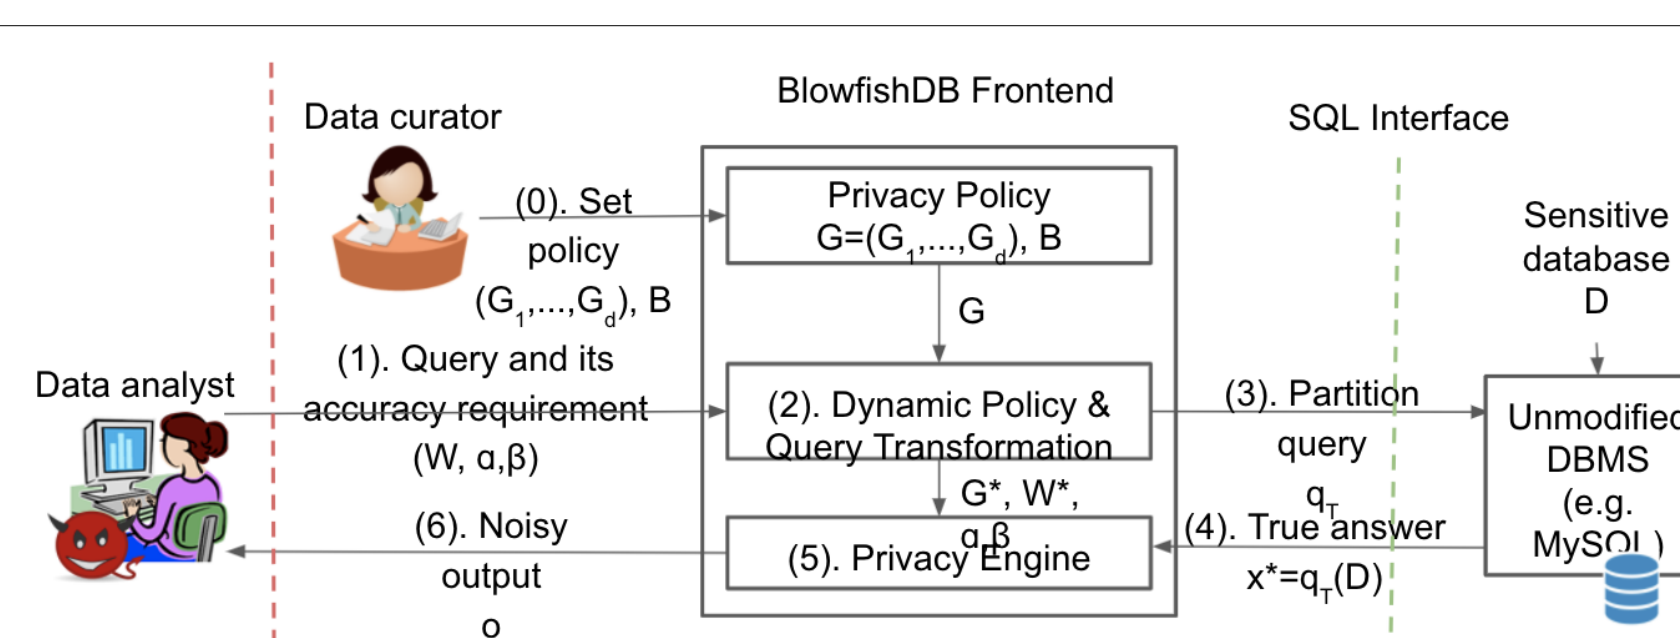 BlowfishDB Frontend
Data curator
SQL Interface
(0). Set
policy
(G1,...,Gd), B
Privacy Policy
G=(G1,...,Gd), B
G
Sensitive
database
D
Data analyst
(1). Query and its
accuracy requirement
(W, α,β)
(2). Dynamic Policy &
Query Transformation
G*, W*,
α,β
(3). Partition
query
qT
Unmodified
DBMS
(e.g.
MySQL)
(4). True answer
x*=qT(D)
(5). Privacy Engine
(6). Noisy
output
o